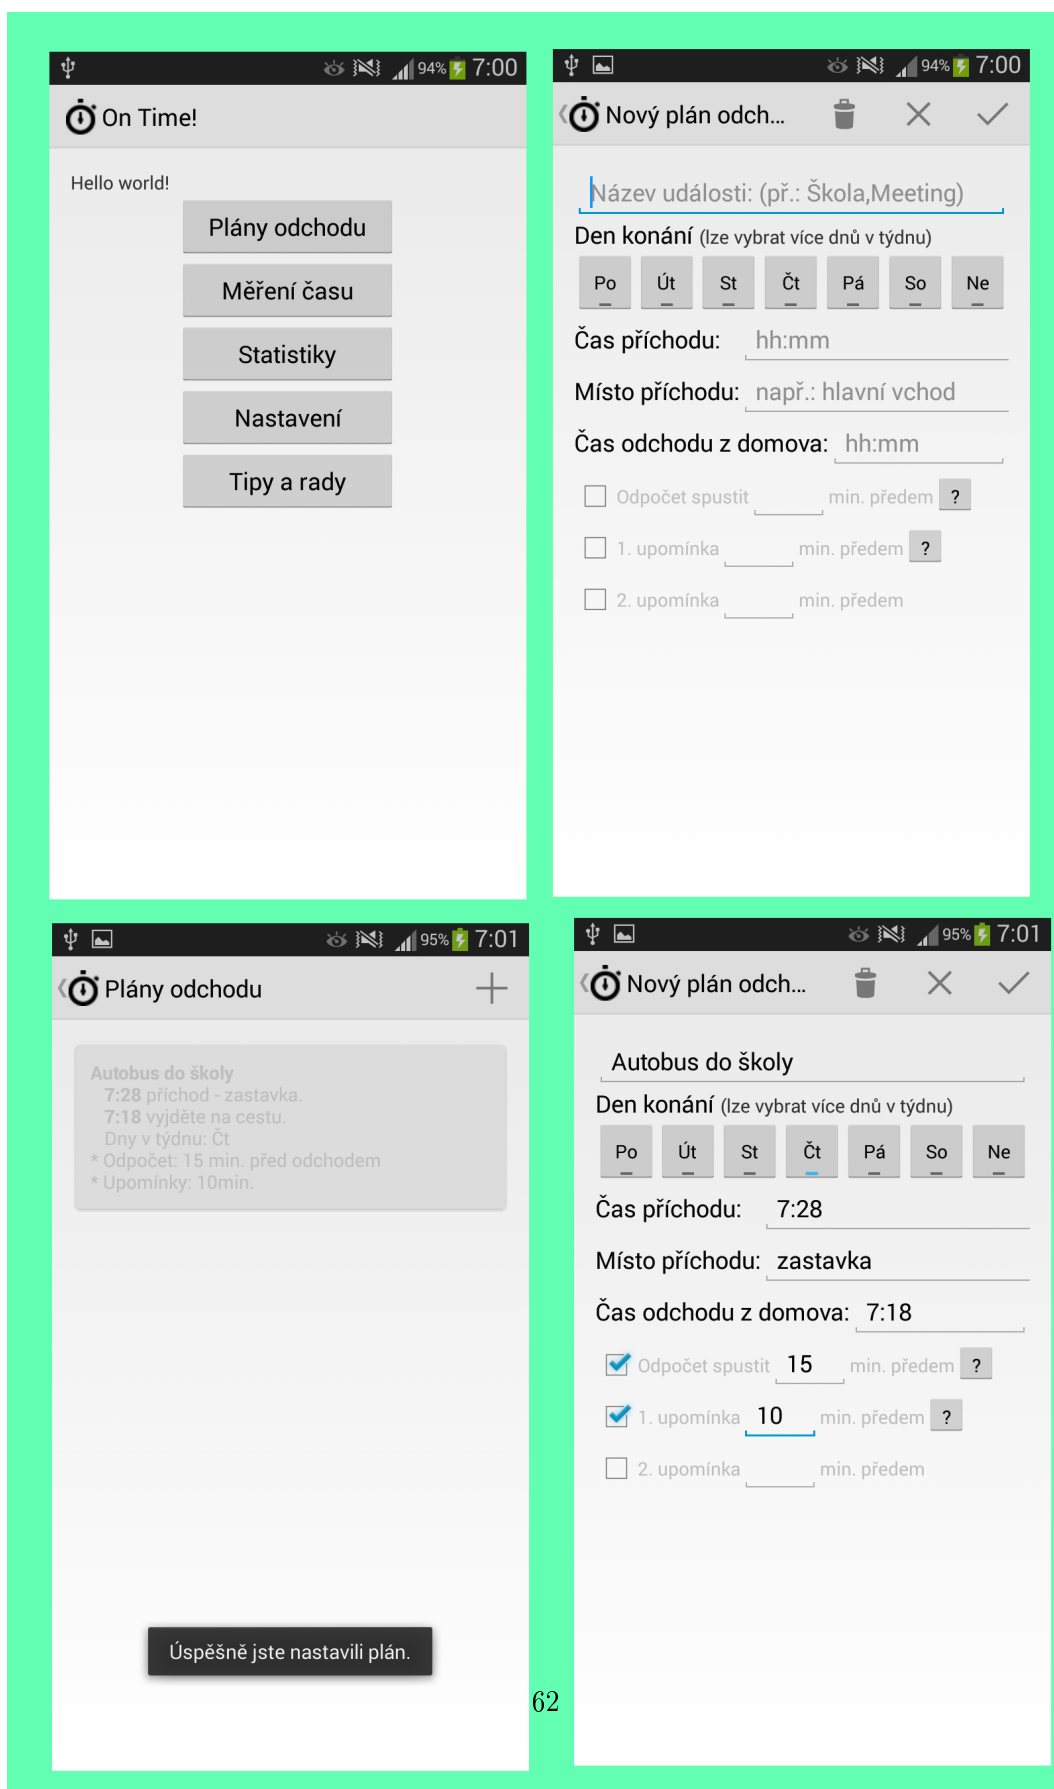 94% 7:00
On Time!
Hello world!
Plány odchodu
Měření času
Statistiky
Nastavení
Tipy a rady
94% 7:00
Nový plán odch...
Název události: (př.: Škola,Meeting)
Den konání (lze vybrat více dnů v týdnu)
Po Út St Čt Pá So Ne
Čas příchodu: hh:mm
Místo příchodu: např.: hlavní vchod
Čas odchodu z domova: hh:mm
Odpočet spustit min. předem ?
1. upomínka min. předem ?
2. upomínka min. předem
95% 7:01
Plány odchodu
Autobus do školy
7:28 příchod - zastavka.
7:18 vyjděte na cestu.
Dny v týdnu: Čt
* Odpočet: 15 min. před odchodem
* Upomínky: 10min.
Úspěšně jste nastavili plán.
95% 7:01
Nový plán odch...
Autobus do školy
Den konání (lze vybrat více dnů v týdnu)
Po Út St Čt Pá So Ne
Čas příchodu: 7:28
Místo příchodu: zastavka
Čas odchodu z domova: 7:18
Odpočet spustit 15 min. předem ?
1. upomínka 10 min. předem ?
2. upomínka min. předem
62